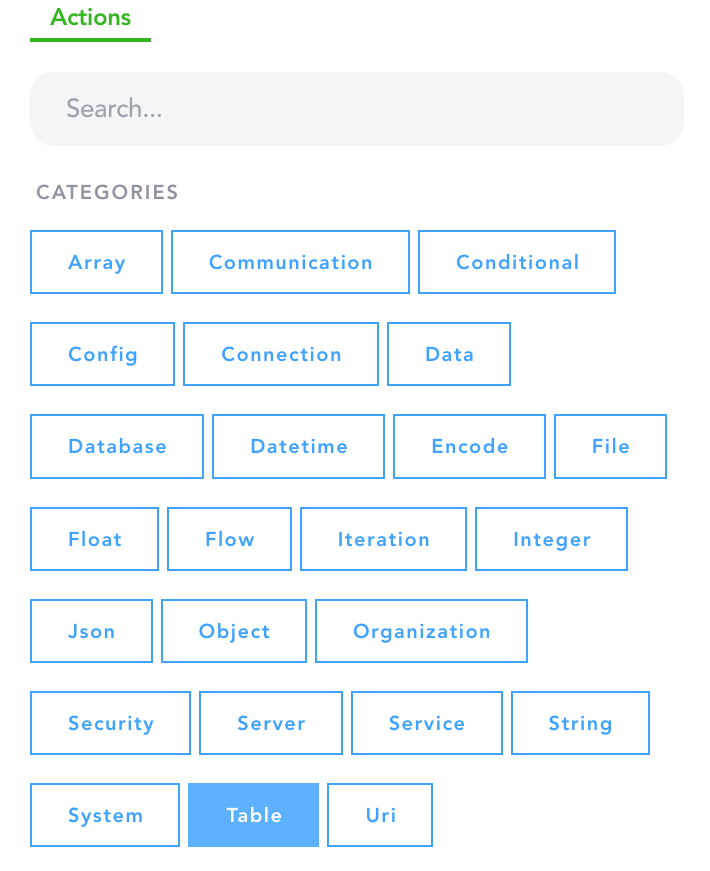 Actions
Search...
CATEGORIES
Array Communication Conditional
Config Connection Data
Database Datetime Encode File
Float Flow Iteration Integer
Json Object Organization
Security Server Service String
System Table Uri